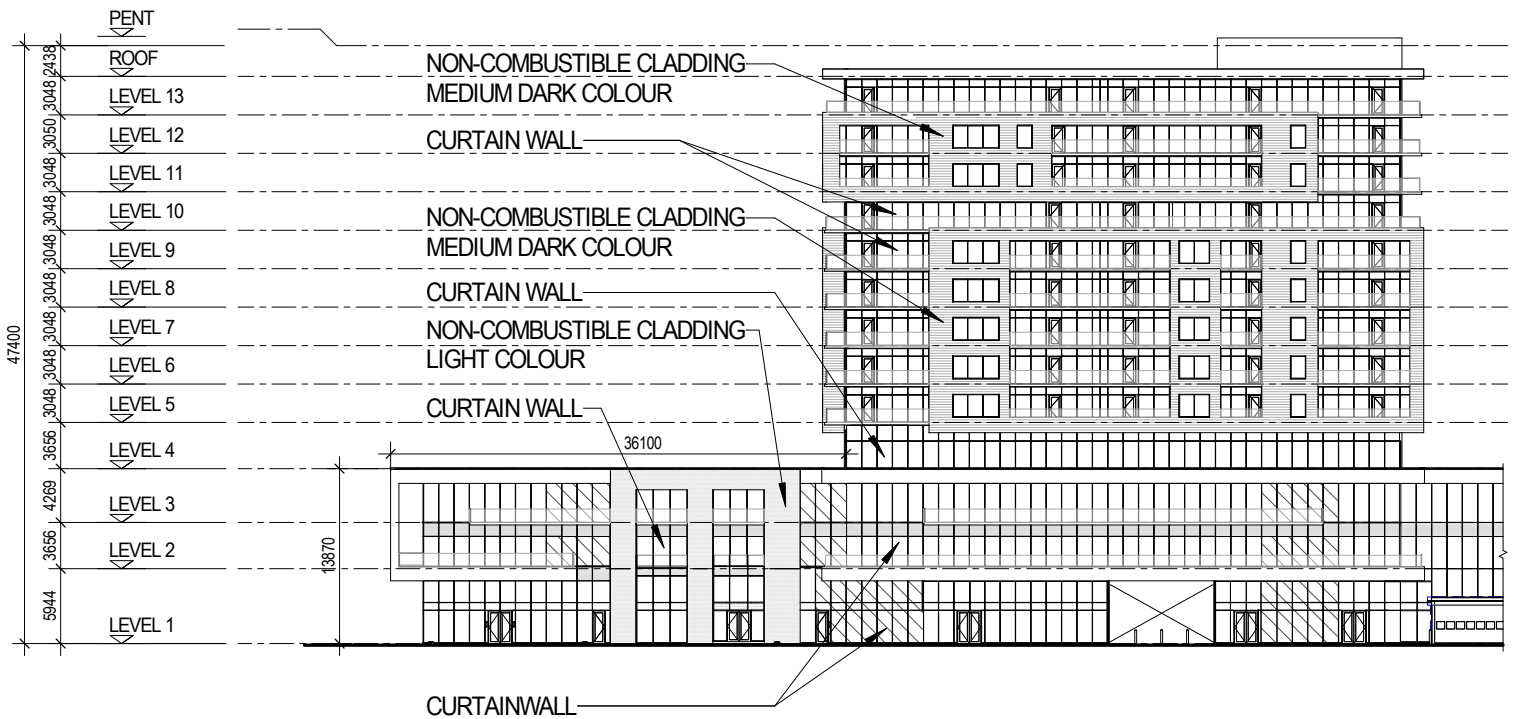 PENT
ROOF
LEVEL 13
LEVEL 12
LEVEL 11
LEVEL 10
LEVEL 9
LEVEL 8
LEVEL 7
LEVEL 6
LEVEL 5
LEVEL 4
LEVEL 3
LEVEL 2
LEVEL 1
2438
3048
3050
3048
3048
3048
3048
3048
3048
3048
3656
4269
3656
5944
47400
13870
36100
NON-COMBUSTIBLE CLADDING
MEDIUM DARK COLOUR
CURTAIN WALL
NON-COMBUSTIBLE CLADDING
MEDIUM DARK COLOUR
CURTAIN WALL
NON-COMBUSTIBLE CLADDING
LIGHT COLOUR
CURTAIN WALL
CURTAINWALL